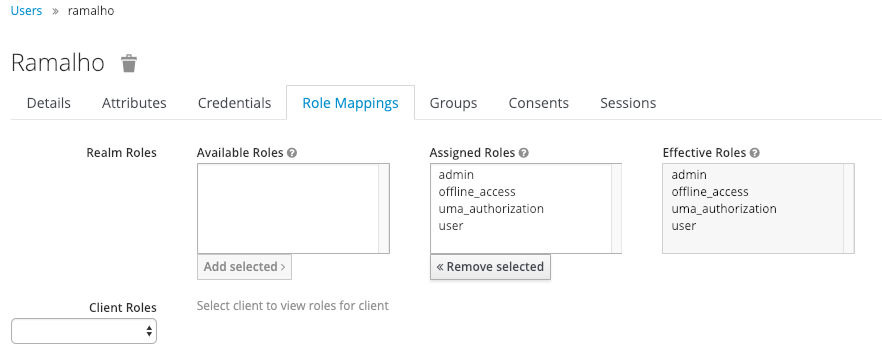 Users » ramalho
Ramalho
Details Attributes Credentials Role Mappings Groups Consents Sessions
Realm Roles Available Roles Assigned Roles Effective Roles
admin admin
offline_access offline_access
uma_authorization uma_authorization
user user
Add selected › « Remove selected
Client Roles Select client to view roles for client